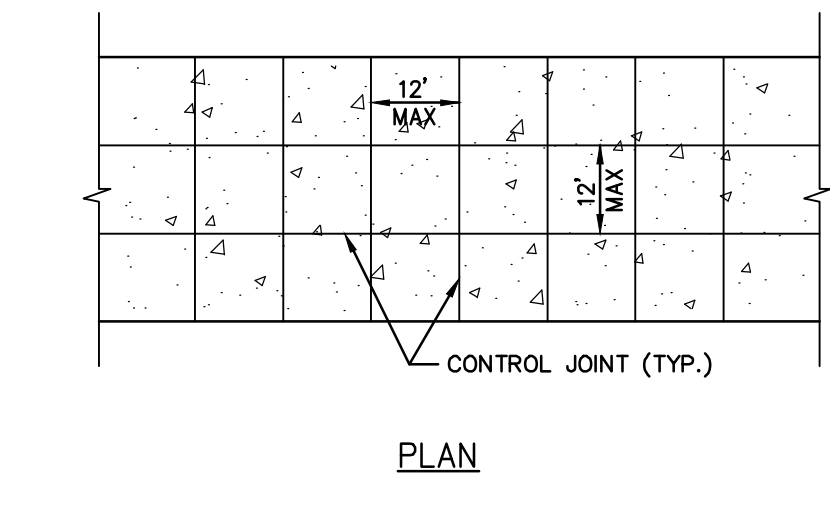 12'
MAX
12'
MAX
CONTROL JOINT (TYP.)
PLAN